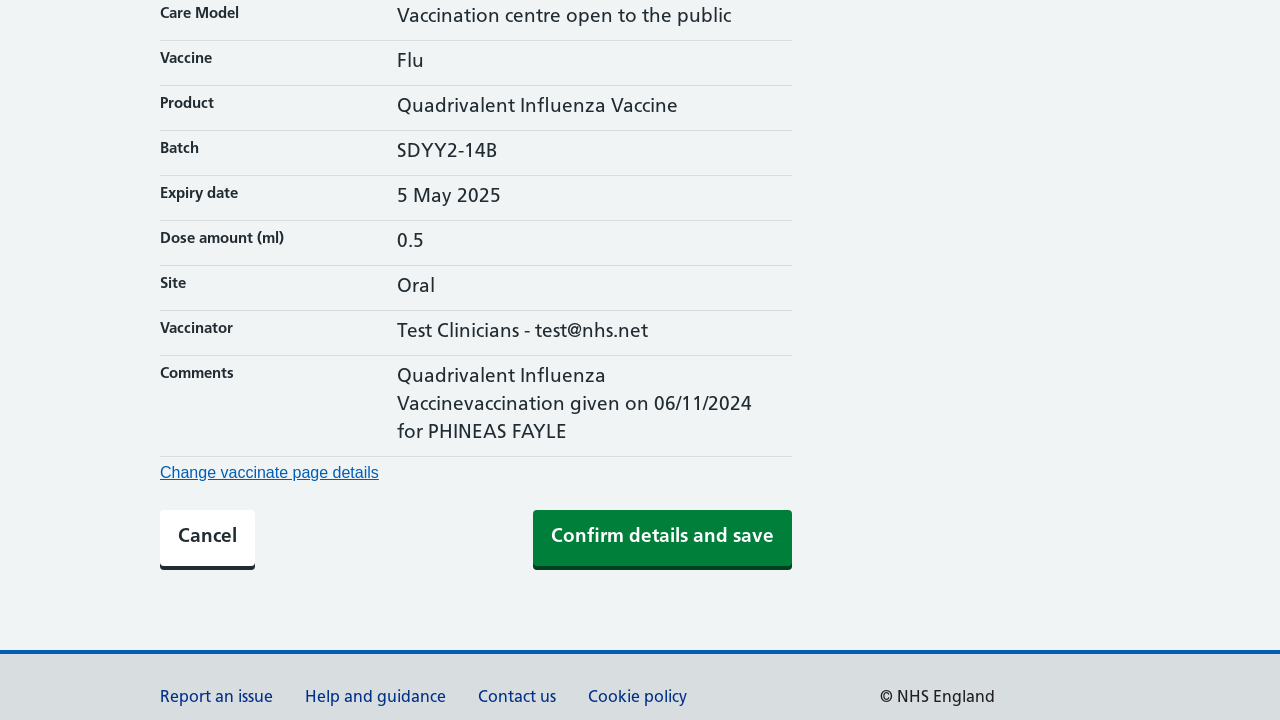 Care Model
Vaccination centre open to the public
Vaccine
Flu
Product
Quadrivalent Influenza Vaccine
Batch
SDYY2-14B
Expiry date
5 May 2025
Dose amount (ml)
0.5
Site
Oral
Vaccinator
Test Clinicians - test@nhs.net
Comments
Quadrivalent Influenza
Vaccinevaccination given on 06/11/2024
for PHINEAS FAYLE
Change vaccinate page details
Cancel
Confirm details and save
Report an issue
Help and guidance
Contact us
Cookie policy
© NHS England